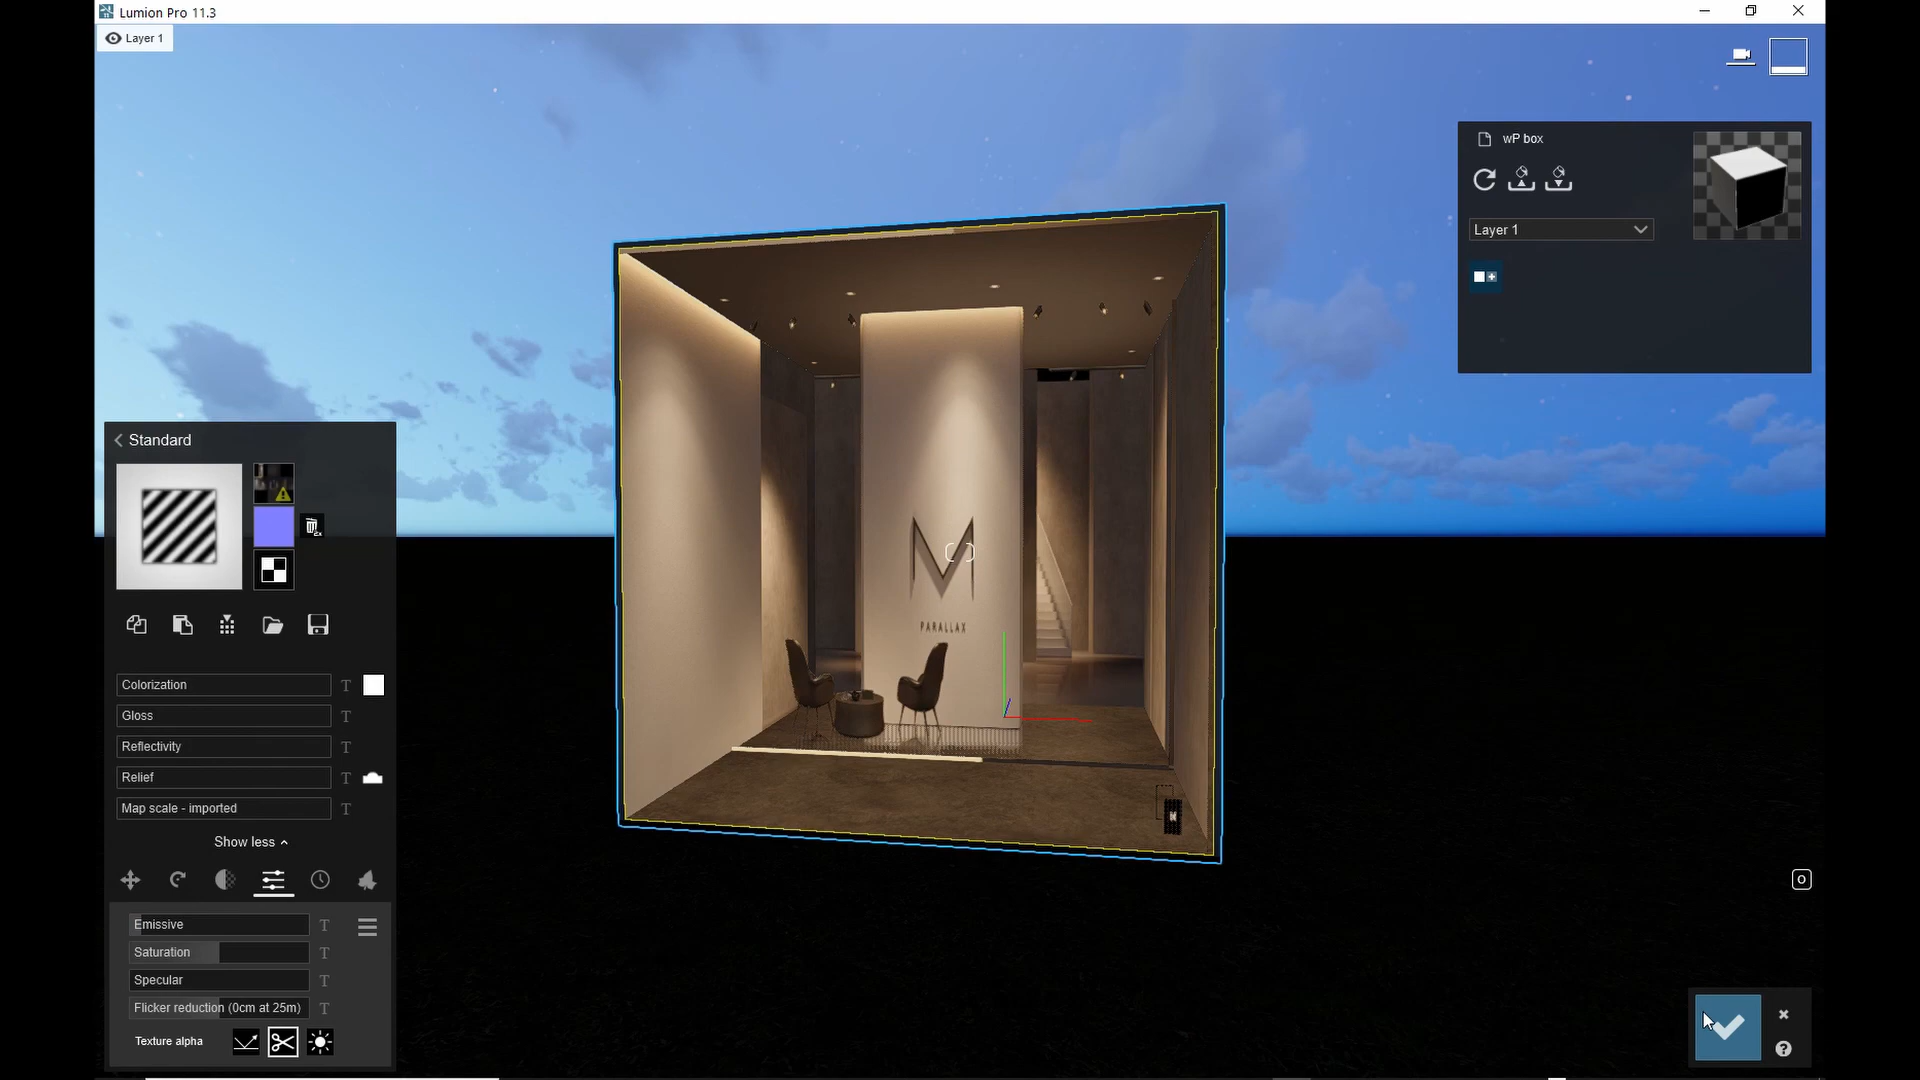 Lumion Pro 11.3
Layer 1
wP box
Layer 1
Standard
Colorization T
Gloss T
Reflectivity T
Relief T
Map scale - imported T
Show less
Emissive T
Saturation T
Specular T
Flicker reduction (0cm at 25m) T
Texture alpha
M
PARALLAX
O
?